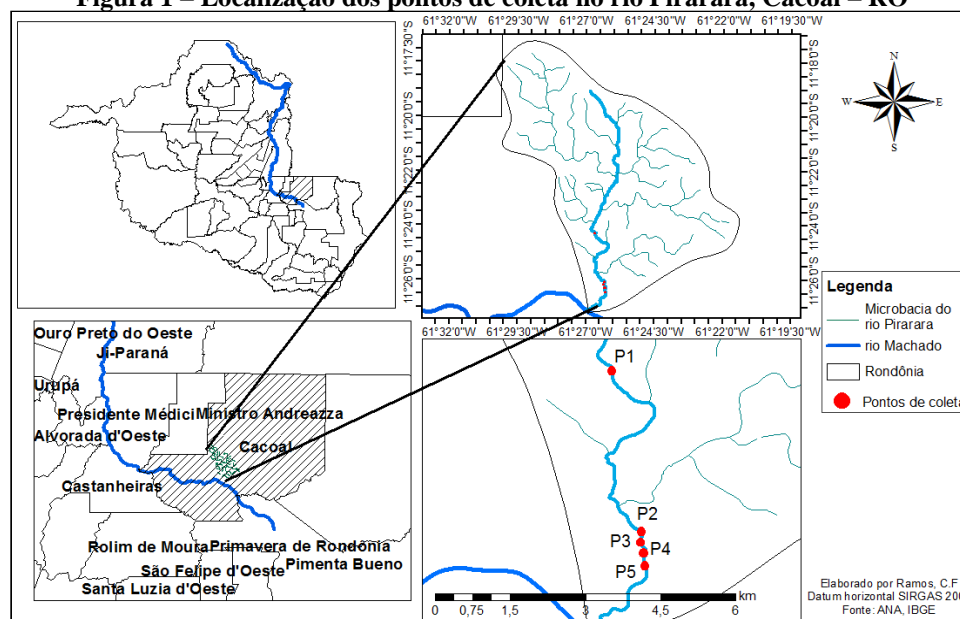 Figura 1 – Localização dos pontos de coleta no rio Pirarara, Cacoal – RO
61°32'0"W 61°29'30"W 61°27'0"W 61°24'30"W 61°22'0"W 61°19'30"W
11°17'30"S
11°20'0"S
11°22'0"S
11°24'0"S
11°26'0"S
11°18'0"S
11°20'0"S
11°22'0"S
11°24'0"S
11°26'0"S
61°32'0"W 61°29'30"W 61°27'0"W 61°24'30"W 61°22'0"W 61°19'30"W
N
W E
S
Legenda
Microbacia do
rio Pirarara
rio Machado
Rondônia
Pontos de coleta
Ouro Preto do Oeste
Ji-Paraná
Urupá
Presidente Médici
Ministro Andreazza
Alvorada d'Oeste
Cacoal
Castanheiras
Rolim de Moura
Primavera de Rondônia
São Felipe d'Oeste
Pimenta Bueno
Santa Luzia d'Oeste
P1
P2
P3
P4
P5
km
0 0,75 1,5 3 4,5 6
Elaborado por Ramos, C.F
Datum horizontal SIRGAS
Fonte: ANA, IBGE